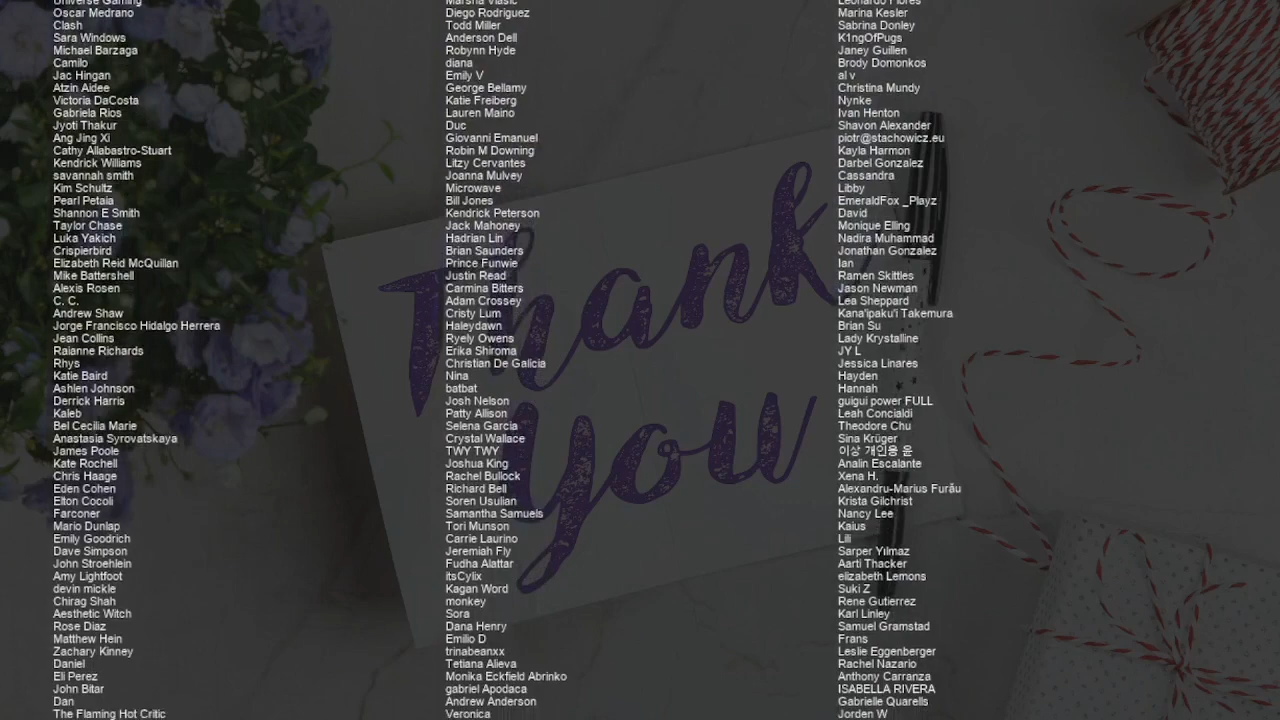 Universe Gaming
Oscar Medrano
Clash
Sara Windows
Michael Barzaga
Camilo
Jac Hingan
Atzin Aidee
Victoria DaCosta
Gabriela Rios
Jyoti Thakur
Ang Jing Xi
Cathy Allabastro-Stuart
Kendrick Williams
savannah smith
Kim Schultz
Pearl Petaia
Shannon E Smith
Taylor Chase
Luka Yakich
Crispierbird
Elizabeth Reid McQuillan
Mike Battershell
Alexis Rosen
C. C.
Andrew Shaw
Jorge Francisco Hidalgo Herrera
Jean Collins
Raianne Richards
Rhys
Katie Baird
Ashlen Johnson
Derrick Harris
Kaleb
Bel Cecilia Marie
Anastasia Syrovatskaya
James Poole
Kate Rochell
Chris Haage
Eden Cohen
Elton Cocoli
Farconer
Mario Dunlap
Emily Goodrich
Dave Simpson
John Stroehlein
Amy Lightfoot
devin mickle
Chirag Shah
Aesthetic Witch
Rose Diaz
Matthew Hein
Zachary Kinney
Daniel
Eli Perez
John Bitar
Dan
The Flaming Hot Critic
Marsha Vlasic
Diego Rodriguez
Todd Miller
Anderson Dell
Robynn Hyde
diana
Emily V
George Bellamy
Katie Freiberg
Lauren Maino
Duc
Giovanni Emanuel
Robin M Downing
Litzy Cervantes
Joanna Mulvey
Microwave
Bill Jones
Kendrick Peterson
Jack Mahoney
Hadrian Lin
Brian Saunders
Prince Funwie
Justin Read
Carmina Bitters
Adam Crossey
Cristy Lum
Haleydawn
Ryely Owens
Erika Shiroma
Christian De Galicia
Nina
batbat
Josh Nelson
Patty Allison
Selena Garcia
Crystal Wallace
TWY TWY
Joshua King
Rachel Bullock
Richard Bell
Soren Usulian
Samantha Samuels
Tori Munson
Carrie Laurino
Jeremiah Fly
Fudha Alattar
itsCylix
Kagan Word
monkey
Sora
Dana Henry
Emilio D
trinabeanxx
Tetiana Alieva
Monika Eckfield Abrinko
gabriel Apodaca
Andrew Anderson
Veronica
Leonardo Flores
Marina Kesler
Sabrina Donley
K1ngOfPugs
Janey Guillen
Brody Domonkos
al v
Christina Mundy
Nynke
Ivan Henton
Shavon Alexander
piotr@stachowicz.eu
Kayla Harmon
Darbel Gonzalez
Cassandra
Libby
EmeraldFox _Playz
David
Monique Elling
Nadira Muhammad
Jonathan Gonzalez
Ian
Ramen Skittles
Jason Newman
Lea Sheppard
Kana'ipaku'i Takemura
Brian Su
Lady Krystalline
JY L
Jessica Linares
Hayden
Hannah
guigui power FULL
Leah Concialdi
Theodore Chu
Sina Krüger
이상 개인용 윤
Analin Escalante
Xena H.
Alexandru-Marius Furău
Krista Gilchrist
Nancy Lee
Kaius
Lili
Sarper Yılmaz
Aarti Thacker
elizabeth Lemons
Suki Z
Rene Gutierrez
Karl Linley
Samuel Gramstad
Frans
Leslie Eggenberger
Rachel Nazario
Anthony Carranza
ISABELLA RIVERA
Gabrielle Quarells
Jorden W
Thank
you